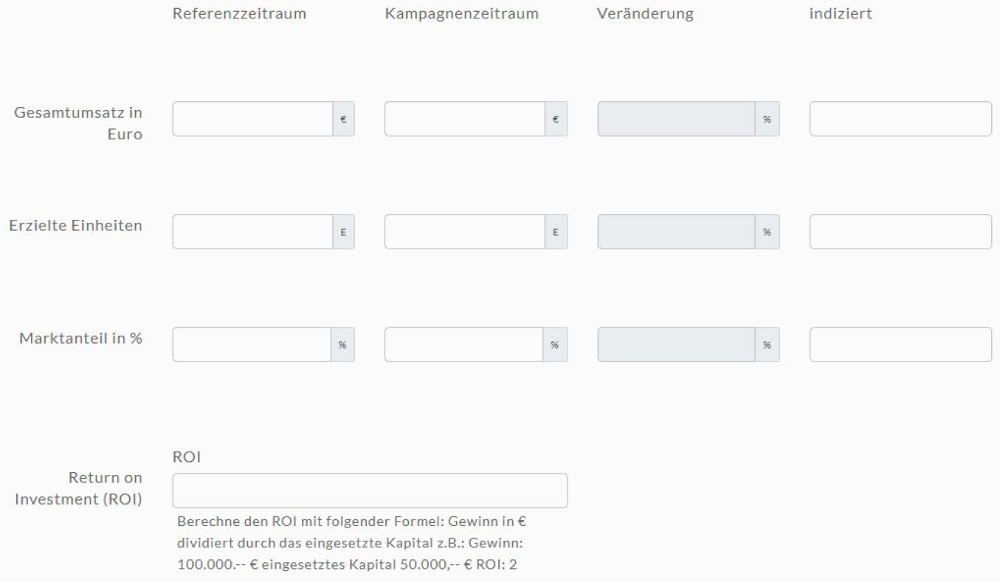 Referenzzeitraum Kampagnenzeitraum Veränderung indiziert
Gesamtumsatz in
Euro
€ € %
Erzielte Einheiten E E %
Marktanteil in % % % %
ROI
Return on
Investment (ROI)
Berechne den ROI mit folgender Formel: Gewinn in €
dividiert durch das eingesetzte Kapital z.B.: Gewinn:
100.000.-- € eingesetztes Kapital 50.000,-- € ROI: 2